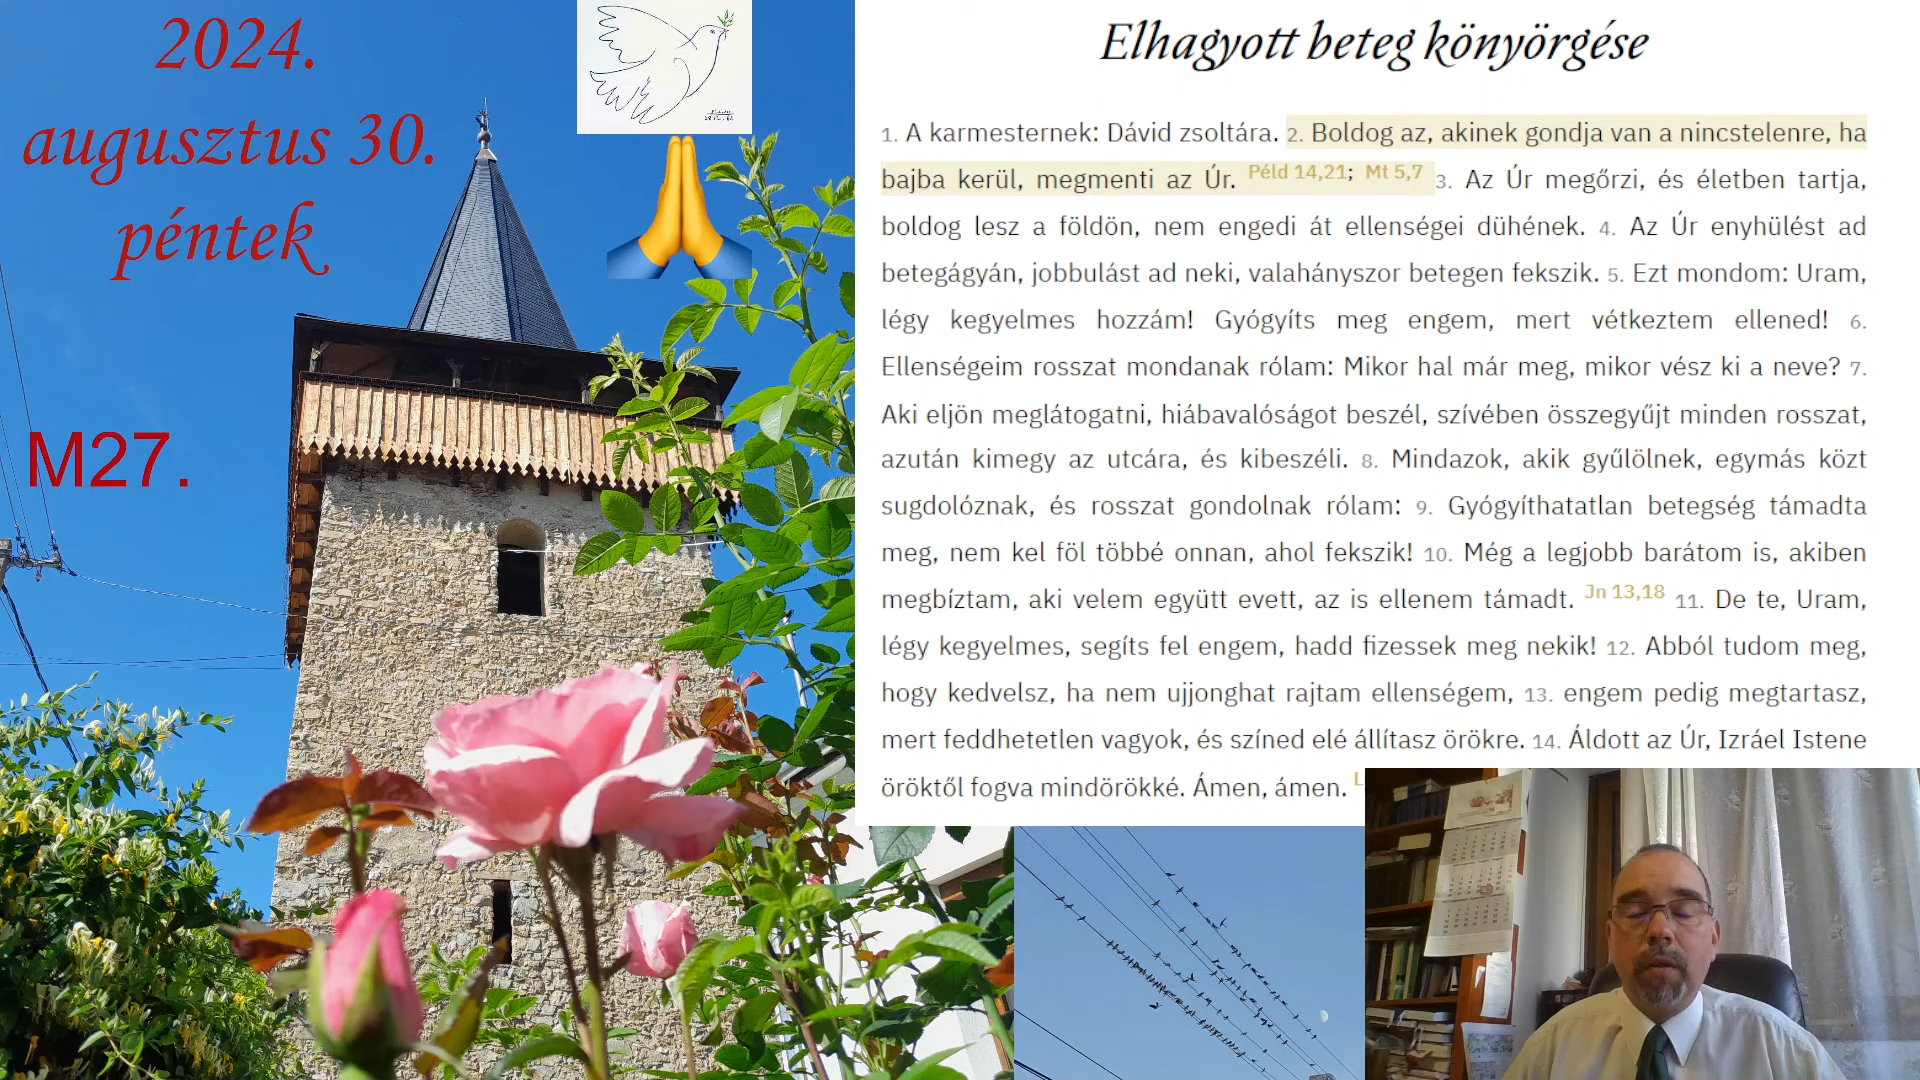 2024.
augusztus 30.
péntek
M27.
Elhagyott beteg könyörgése
1. A karmesternek: Dávid zsoltára. 2. Boldog az, akinek gondja van a nincstelenre, ha
bajba kerül, megmenti az Úr. Péld 14,21; Mt 5,7 3. Az Úr megőrzi, és életben tartja,
boldog lesz a földön, nem engedi át ellenségei dühének. 4. Az Úr enyhülést ad
betegágyán, jobbulást ad neki, valahányszor betegen fekszik. 5. Ezt mondom: Uram,
légy kegyelmes hozzám! Gyógyíts meg engem, mert vétkeztem ellened! 6.
Ellenségeim rosszat mondanak rólam: Mikor hal már meg, mikor vész ki a neve? 7.
Aki eljön meglátogatni, hiábavalóságot beszél, szívében összegyűjt minden rosszat,
azután kimegy az utcára, és kibeszéli. 8. Mindazok, akik gyűlölnek, egymás közt
sugdolóznak, és rosszat gondolnak rólam: 9. Gyógyíthatatlan betegség támadta
meg, nem kel föl többé onnan, ahol fekszik! 10. Még a legjobb barátom is, akiben
megbíztam, aki velem együtt evett, az is ellenem támadt. Jn 13,18 11. De te, Uram,
légy kegyelmes, segíts fel engem, hadd fizessek meg nekik! 12. Abból tudom meg,
hogy kedvelsz, ha nem ujjonghat rajtam ellenségem, 13. engem pedig megtartasz,
mert feddhetetlen vagyok, és színed elé állítasz örökre. 14. Áldott az Úr, Izráel Istene
öröktől fogva mindörökké. Ámen, ámen.